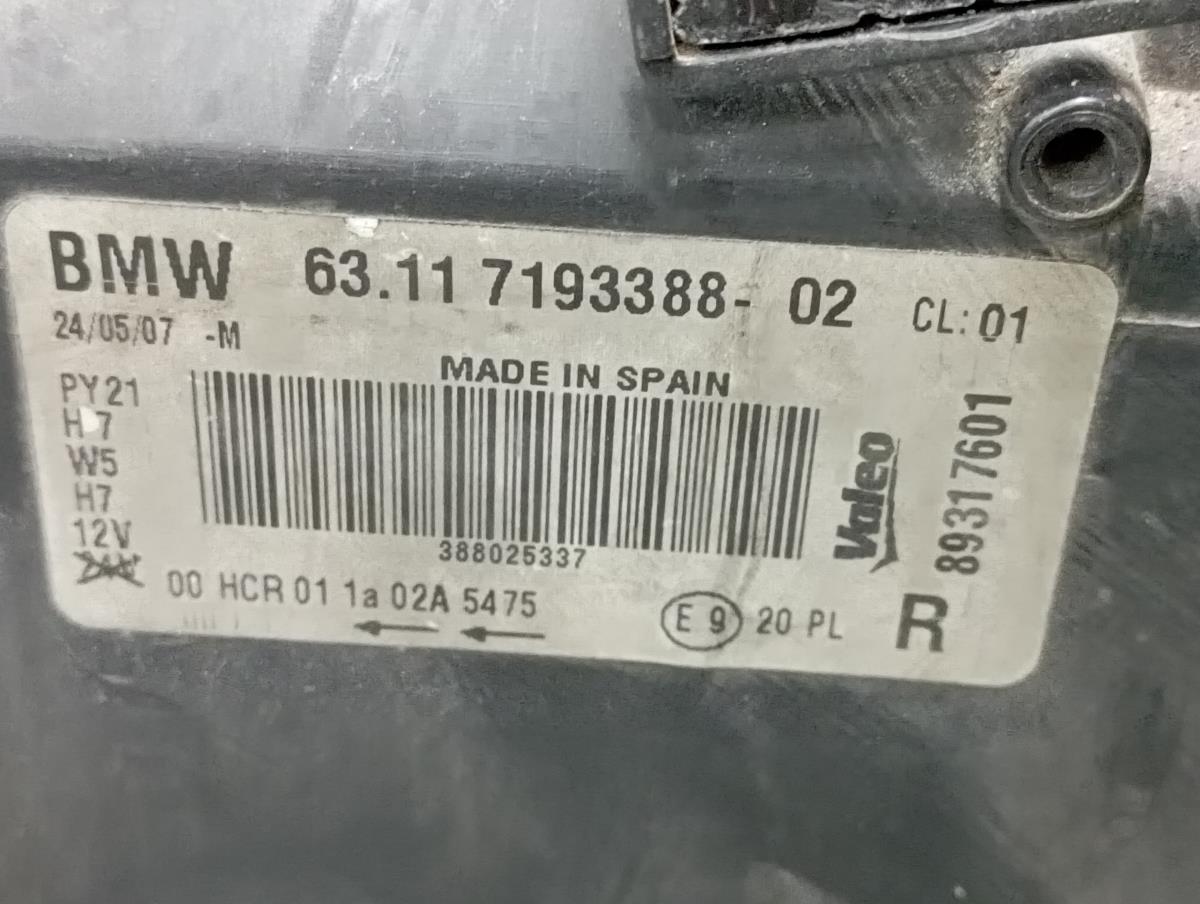 BMW 63.11 7193388- 02 CL: 01
24/05/07 -M
MADE IN SPAIN
PY21
H7
W5
H7
12V
388025337
Valeo
89317601
00 HCR 01 1a 02A 5475
E 9 20 PL
R